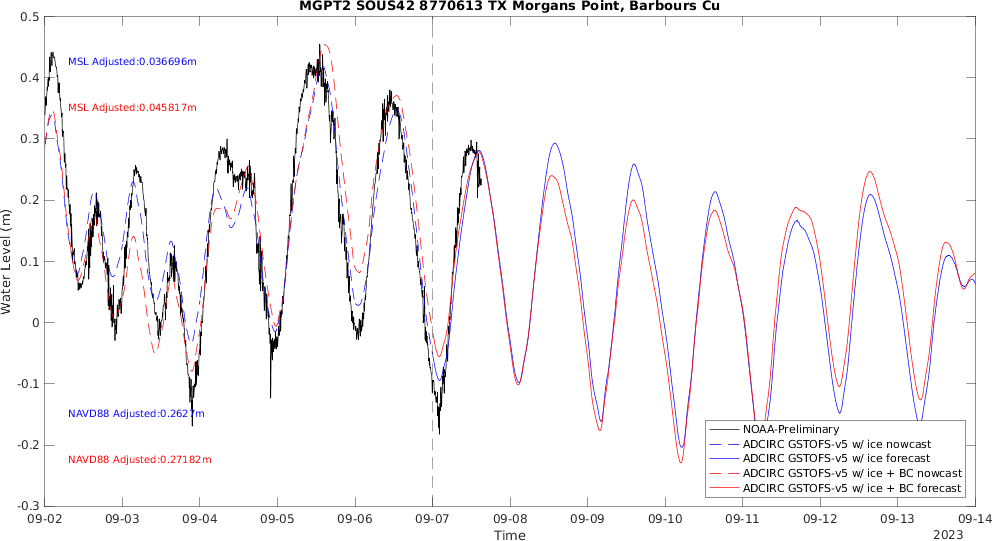 MGPT2 SOUS42 8770613 TX Morgans Point, Barbours Cu
0.5
0.4
0.3
0.2
0.1
0
-0.1
-0.2
-0.3
Water Level (m)
MSL Adjusted:0.036696m
MSL Adjusted:0.045817m
NAVD88 Adjusted:0.2627m
NAVD88 Adjusted:0.27182m
NOAA-Preliminary
ADCIRC GSTOFS-v5 w/ ice nowcast
ADCIRC GSTOFS-v5 w/ ice forecast
ADCIRC GSTOFS-v5 w/ ice + BC nowcast
ADCIRC GSTOFS-v5 w/ ice + BC forecast
09-02 09-03 09-04 09-05 09-06 09-07 09-08 09-09 09-10 09-11 09-12 09-13 09-14
Time
2023